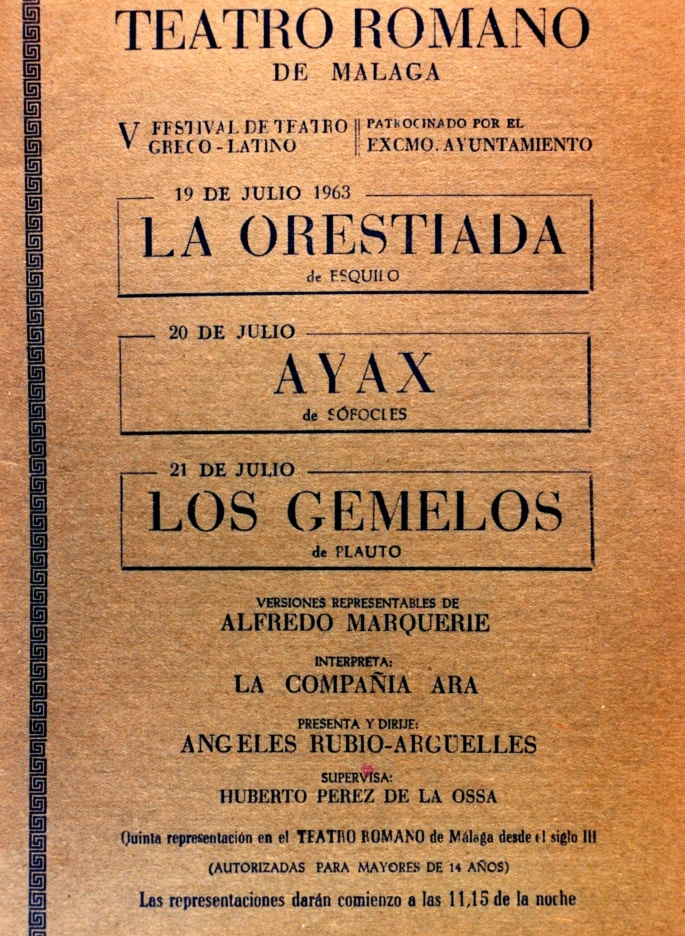 TEATRO ROMANO
DE MALAGA
V FESTIVAL DE TEATRO
GRECO-LATINO
PATROCINADO POR EL
EXCMO. AYUNTAMIENTO
19 DE JULIO 1963
LA ORESTIADA
de ESQUILO
20 DE JULIO
AYAX
de SÓFOCLES
21 DE JULIO
LOS GEMELOS
de PLAUTO
VERSIONES REPRESENTABLES DE
ALFREDO MARQUERIE
INTERPRETA:
LA COMPAÑIA ARA
PRESENTA Y DIRIJE:
ANGELES RUBIO-ARGÜELLES
SUPERVISA:
HUBERTO PEREZ DE LA OSSA
Quinta representación en el TEATRO ROMANO de Málaga desde el siglo III
(AUTORIZADAS PARA MAYORES DE 14 AÑOS)
Las representaciones darán comienzo a las 11,15 de la noche